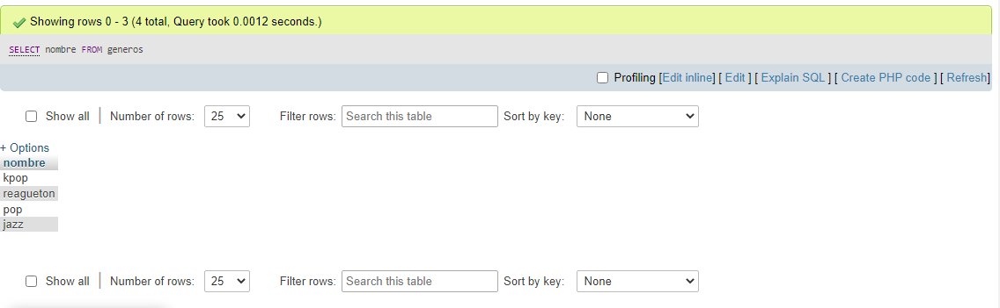 Showing rows 0 - 3 (4 total, Query took 0.0012 seconds.)
SELECT nombre FROM generos
Profiling [Edit inline] [ Edit ] [ Explain SQL ] [ Create PHP code ] [ Refresh]
Show all | Number of rows: 25 Filter rows: Search this table Sort by key: None
+ Options
nombre
kpop
reagueton
pop
jazz
Show all | Number of rows: 25 Filter rows: Search this table Sort by key: None